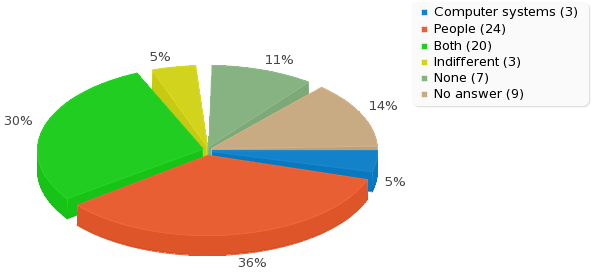 Computer systems (3)
People (24)
Both (20)
Indifferent (3)
None (7)
No answer (9)
5%
11%
14%
30%
5%
36%